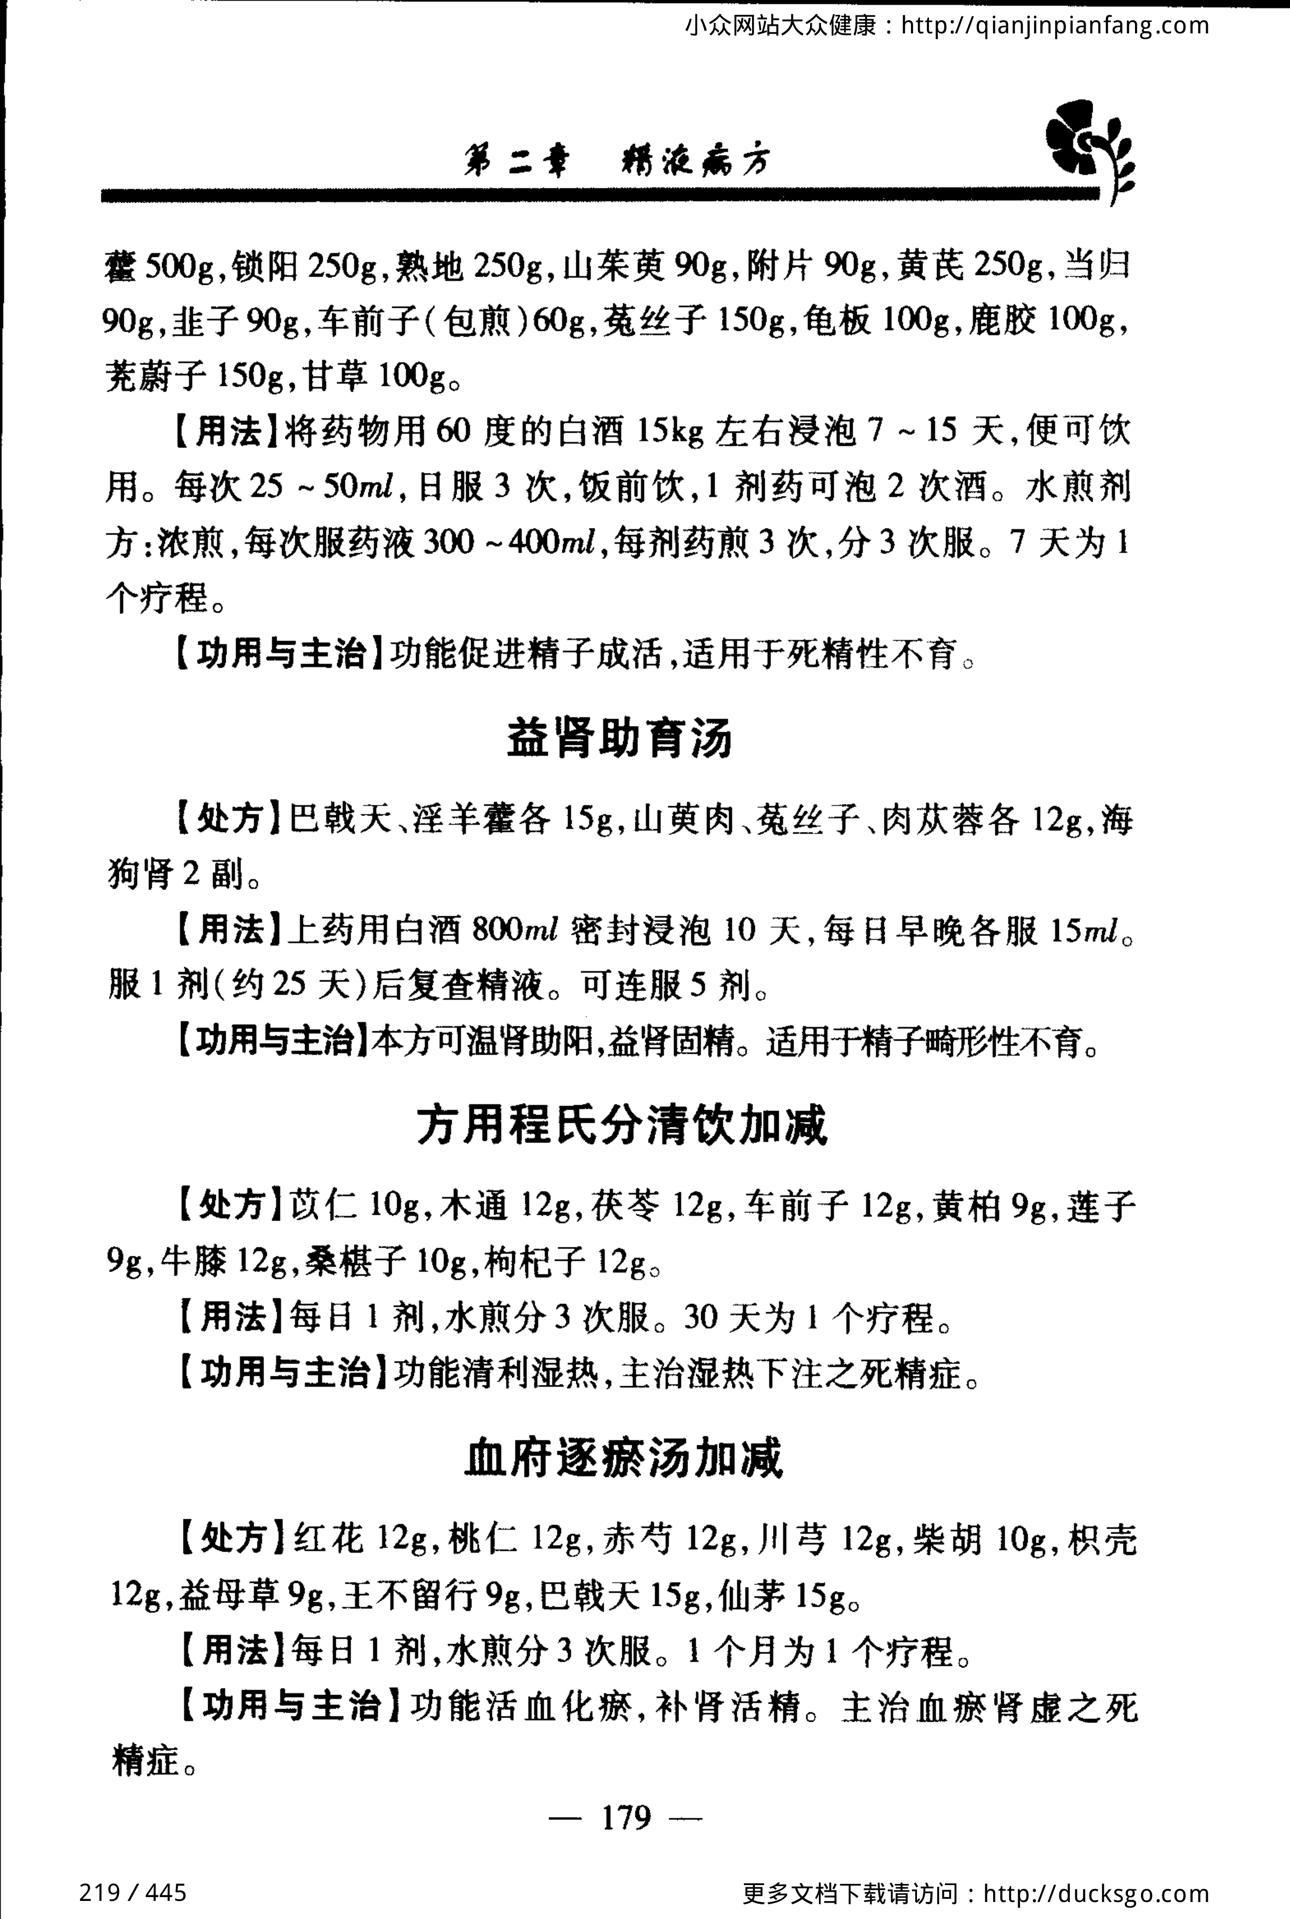 小众网站大众健康：http://qianjinpianfang.com
第二章 精液病方
藿 500g,锁阳 250g,熟地 250g,山茱萸 90g,附片 90g,黄芪 250g,当归
90g,韭子 90g,车前子(包煎)60g,菟丝子 150g,龟板 100g,鹿胶 100g,
茺蔚子 150g,甘草 100g。
【用法】将药物用 60 度的白酒 15kg 左右浸泡 7 ~ 15 天,便可饮
用。每次 25 ~ 50ml,日服 3 次,饭前饮,1 剂药可泡 2 次酒。水煎剂
方:浓煎,每次服药液 300 ~ 400ml,每剂药煎 3 次,分 3 次服。7 天为 1
个疗程。
【功用与主治】功能促进精子成活,适用于死精性不育。
益肾助育汤
【处方】巴戟天、淫羊藿各 15g,山萸肉、菟丝子、肉苁蓉各 12g,海
狗肾 2 副。
【用法】上药用白酒 800ml 密封浸泡 10 天,每日早晚各服 15ml。
服 1 剂(约 25 天)后复查精液。可连服 5 剂。
【功用与主治】本方可温肾助阳,益肾固精。适用于精子畸形性不育。
方用程氏分清饮加减
【处方】苡仁 10g,木通 12g,茯苓 12g,车前子 12g,黄柏 9g,莲子
9g,牛膝 12g,桑椹子 10g,枸杞子 12g。
【用法】每日 1 剂,水煎分 3 次服。30 天为 1 个疗程。
【功用与主治】功能清利湿热,主治湿热下注之死精症。
血府逐瘀汤加减
【处方】红花 12g,桃仁 12g,赤芍 12g,川芎 12g,柴胡 10g,枳壳
12g,益母草 9g,王不留行 9g,巴戟天 15g,仙茅 15g。
【用法】每日 1 剂,水煎分 3 次服。1 个月为 1 个疗程。
【功用与主治】功能活血化瘀,补肾活精。主治血瘀肾虚之死
精症。
— 179 —
219 / 445
更多文档下载请访问：http://ducksgo.com